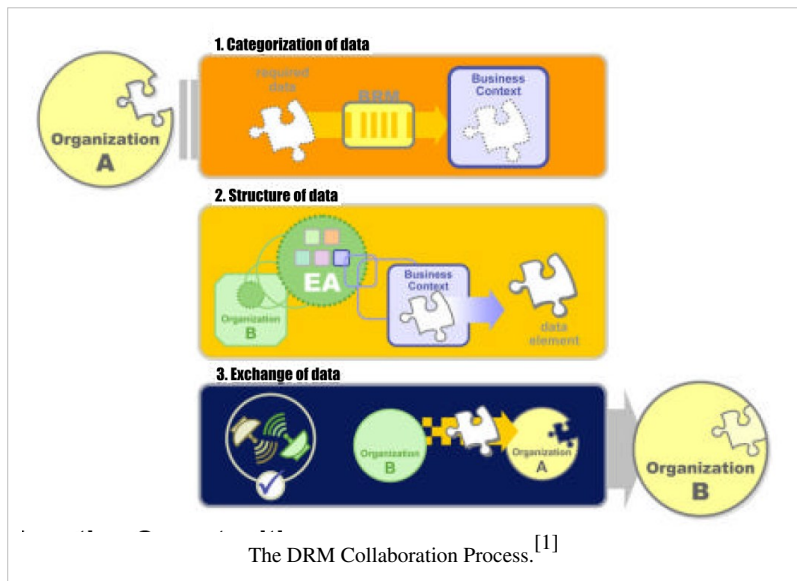 1. Categorization of data
required
data
BRM
Business
Context
Organization
A
2. Structure of data
EA
Organization
B
Business
Context
data
element
3. Exchange of data
Organization
B
Organization
A
Organization
B
The DRM Collaboration Process.[1]